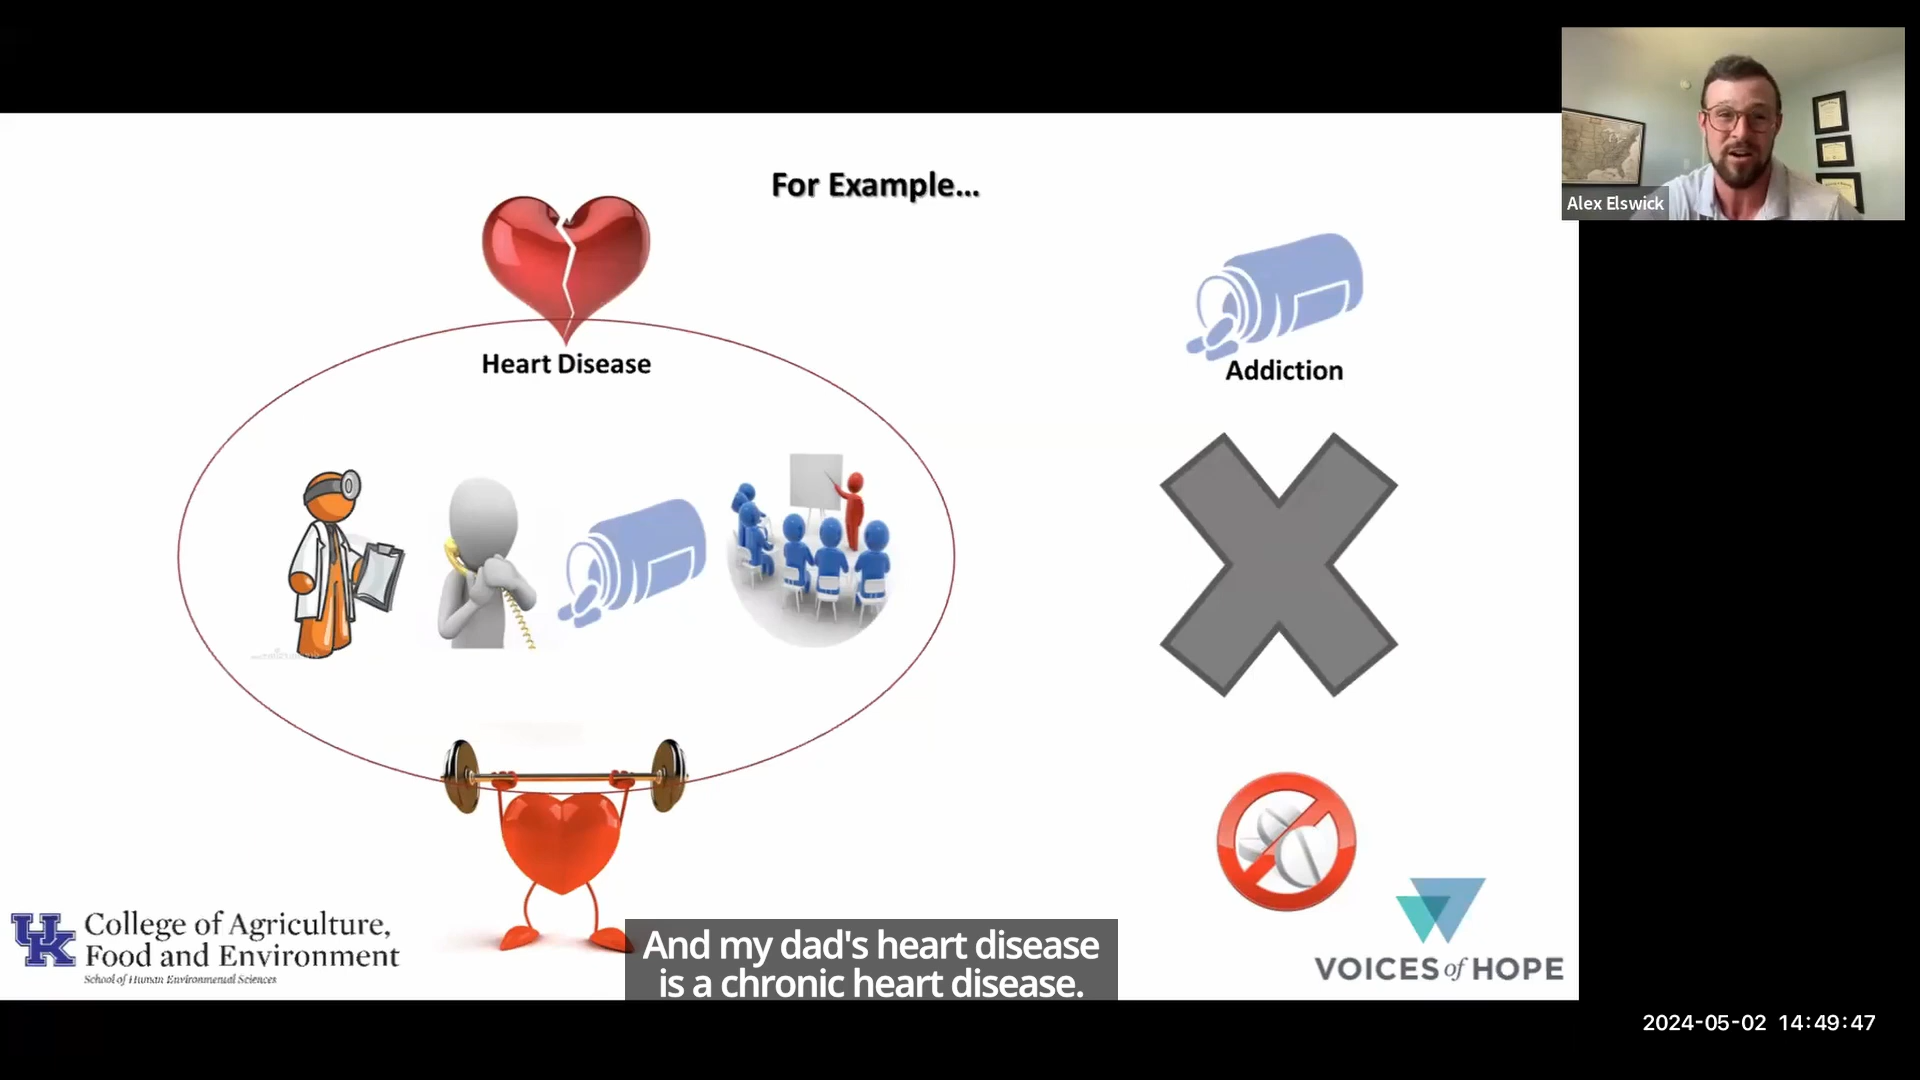 For Example...
Alex Elswick
Heart Disease
Addiction
UK
College of Agriculture,
Food and Environment
School of Human Environmental Sciences
And my dad's heart disease
is a chronic heart disease.
VOICES of HOPE
2024-05-02 14:49:47